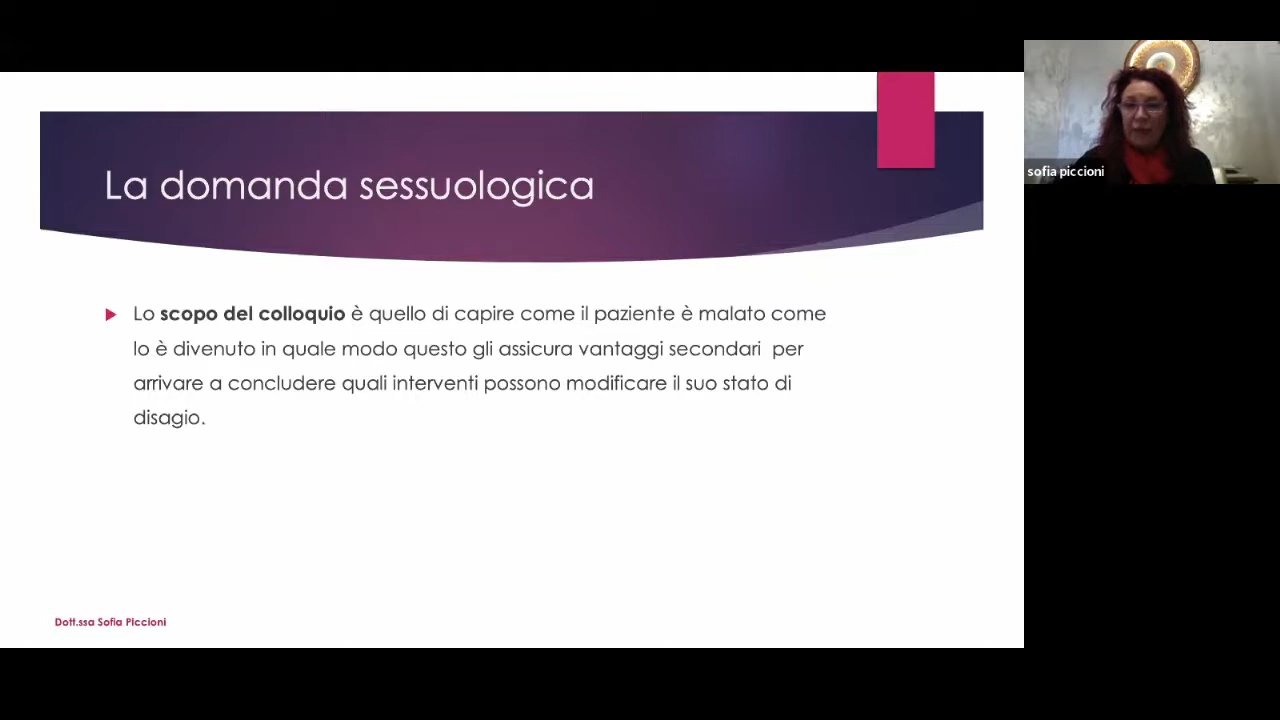 La domanda sessuologica
sofia piccioni
Lo scopo del colloquio è quello di capire come il paziente è malato come
lo è divenuto in quale modo questo gli assicura vantaggi secondari per
arrivare a concludere quali interventi possono modificare il suo stato di
disagio.
Dott.ssa Sofia Piccioni